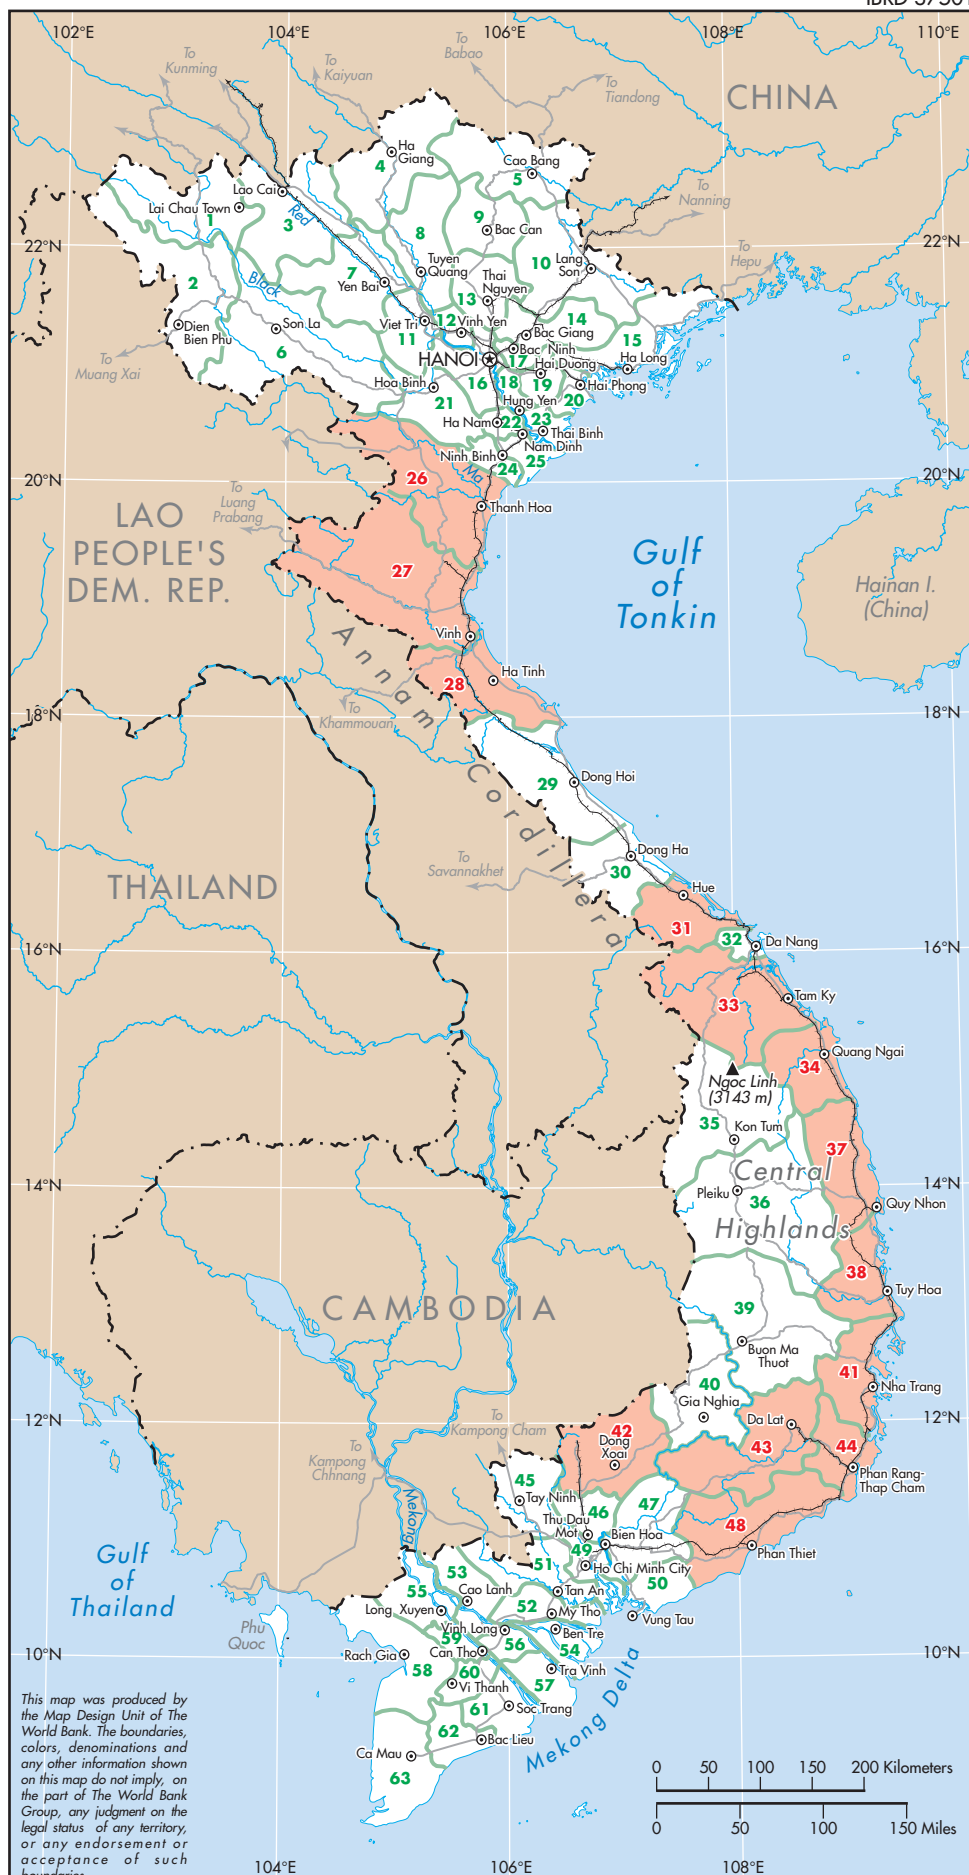 IBRD 37501
102°E
104°E
106°E
108°E
110°E
To
Kunming
To
Kaiyuan
To
Babao
To
Tiandong
CHINA
Ha
Giang
4
Cao Bang
5
Lao Cai
Lai Chau Town
1
3
Red
To
Nanning
22°N
22°N
8
9
Bac Can
10
Lang
Son
To
Hepu
2
Black
7
Yen Bai
Tuyen
Quang
Thai
Nguyen
13
14
15
Dien
Bien Phu
Son La
6
Viet Tri
11
12
Vinh Yen
Bac Giang
Bac Ninh
17
HANOI
Hai Duong
Ha Long
To
Muang Xai
Hoa Binh
21
16
18
19
20
Hai Phong
Hung Yen
Ha Nam
22
23
Thai Binh
Nam Dinh
Ninh Binh
24
25
20°N
20°N
26
Ma
To
Luang
Prabang
Thanh Hoa
LAO
PEOPLE'S
DEM. REP.
27
Gulf
of
Tonkin
Hainan I.
(China)
Vinh
Annam Cordillera
28
Ha Tinh
To
Khammouan
18°N
18°N
29
Dong Hoi
Dong Ha
30
To
Savannakhet
THAILAND
Hue
31
32
Da Nang
16°N
16°N
33
Tam Ky
Quang Ngai
34
Ngoc Linh
(3143 m)
35
Kon Tum
37
Central
Highlands
14°N
14°N
Pleiku
36
Quy Nhon
38
Tuy Hoa
CAMBODIA
39
Buon Ma
Thuot
41
40
Nha Trang
Gia Nghia
12°N
12°N
To
Kampong Cham
42
Dong
Xoai
Da Lat
43
44
To
Kampong
Chhnang
45
Phan Rang-
Thap Cham
Tay Ninh
46
47
Mekong
Thu Dau
Mot
Bien Hoa
48
49
Phan Thiet
Gulf
of
Thailand
51
Ho Chi Minh City
53
50
55
Cao Lanh
Tan An
52
Long Xuyen
My Tho
Vung Tau
Phu
Quoc
Vinh Long
Ben Tre
59
56
54
10°N
10°N
Rach Gia
Can Tho
58
60
Tra Vinh
Vi Thanh
57
61
Soc Trang
62
Bac Lieu
Mekong Delta
Ca Mau
63
This map was produced by
the Map Design Unit of The
World Bank. The boundaries,
colors, denominations and
any other information shown
on this map do not imply, on
the part of The World Bank
Group, any judgment on the
legal status of any territory,
or any endorsement or
acceptance of such
boundaries.
0 50 100 150 200 Kilometers
0 50 100 150 Miles
104°E
106°E
108°E